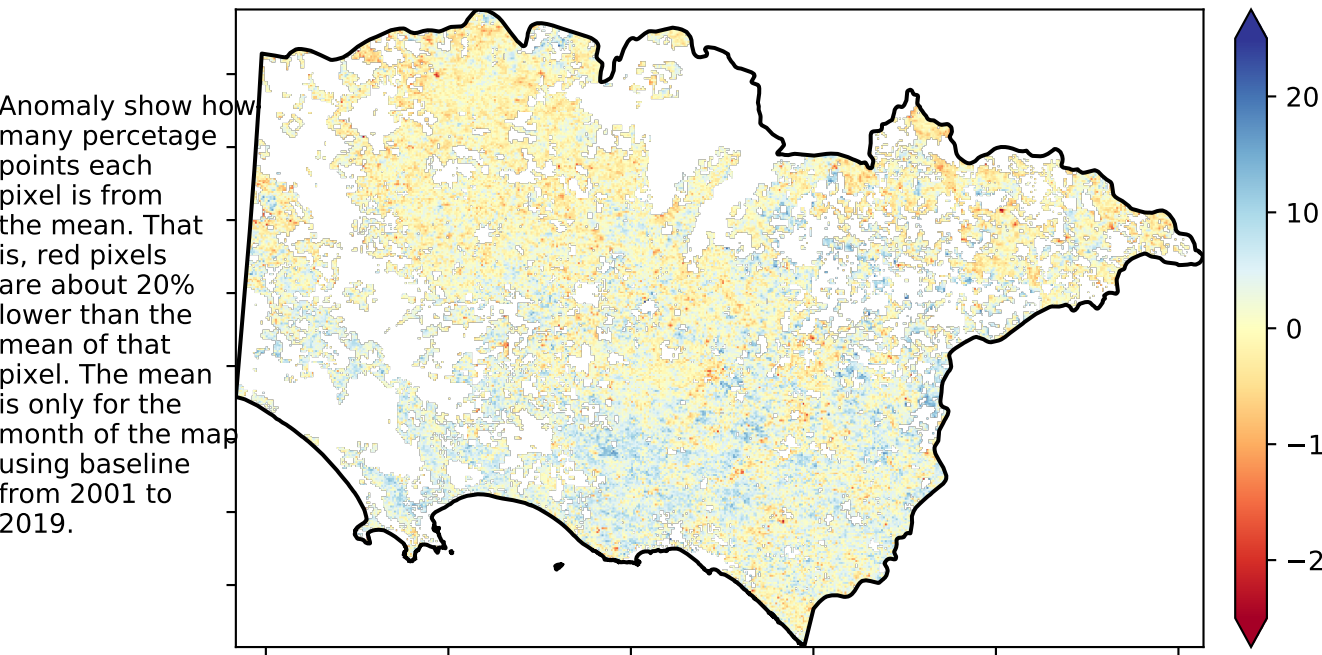 Anomaly show how
many percetage
points each
pixel is from
the mean. That
is, red pixels
are about 20%
lower than the
mean of that
pixel. The mean
is only for the
month of the map
using baseline
from 2001 to
2019.
20
10
0
−1
−2